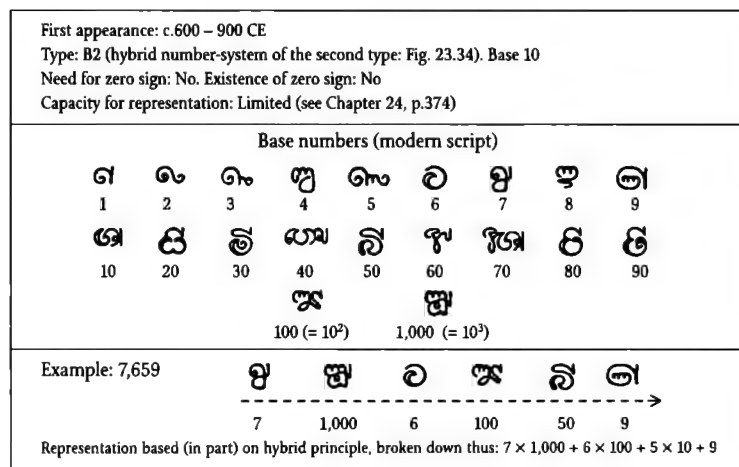 First appearance: c.600 – 900 CE
Type: B2 (hybrid number-system of the second type: Fig. 23.34). Base 10
Need for zero sign: No. Existence of zero sign: No
Capacity for representation: Limited (see Chapter 24, p.374)
Base numbers (modern script)
𑇡 𑇢 𑇣 𑇤 𑇥 𑇦 𑇧 𑇨 𑇩
1 2 3 4 5 6 7 8 9
𑇪 𑇫 𑇬 𑇭 𑇮 𑇯 𑇰 𑇱 𑇲
10 20 30 40 50 60 70 80 90
𑇳 𑇴
100 (= 10²) 1,000 (= 10³)
Example: 7,659 𑇧 𑇴 𑇦 𑇳 𑇮 𑇩
7 1,000 6 100 50 9
Representation based (in part) on hybrid principle, broken down thus: 7 × 1,000 + 6 × 100 + 5 × 10 + 9